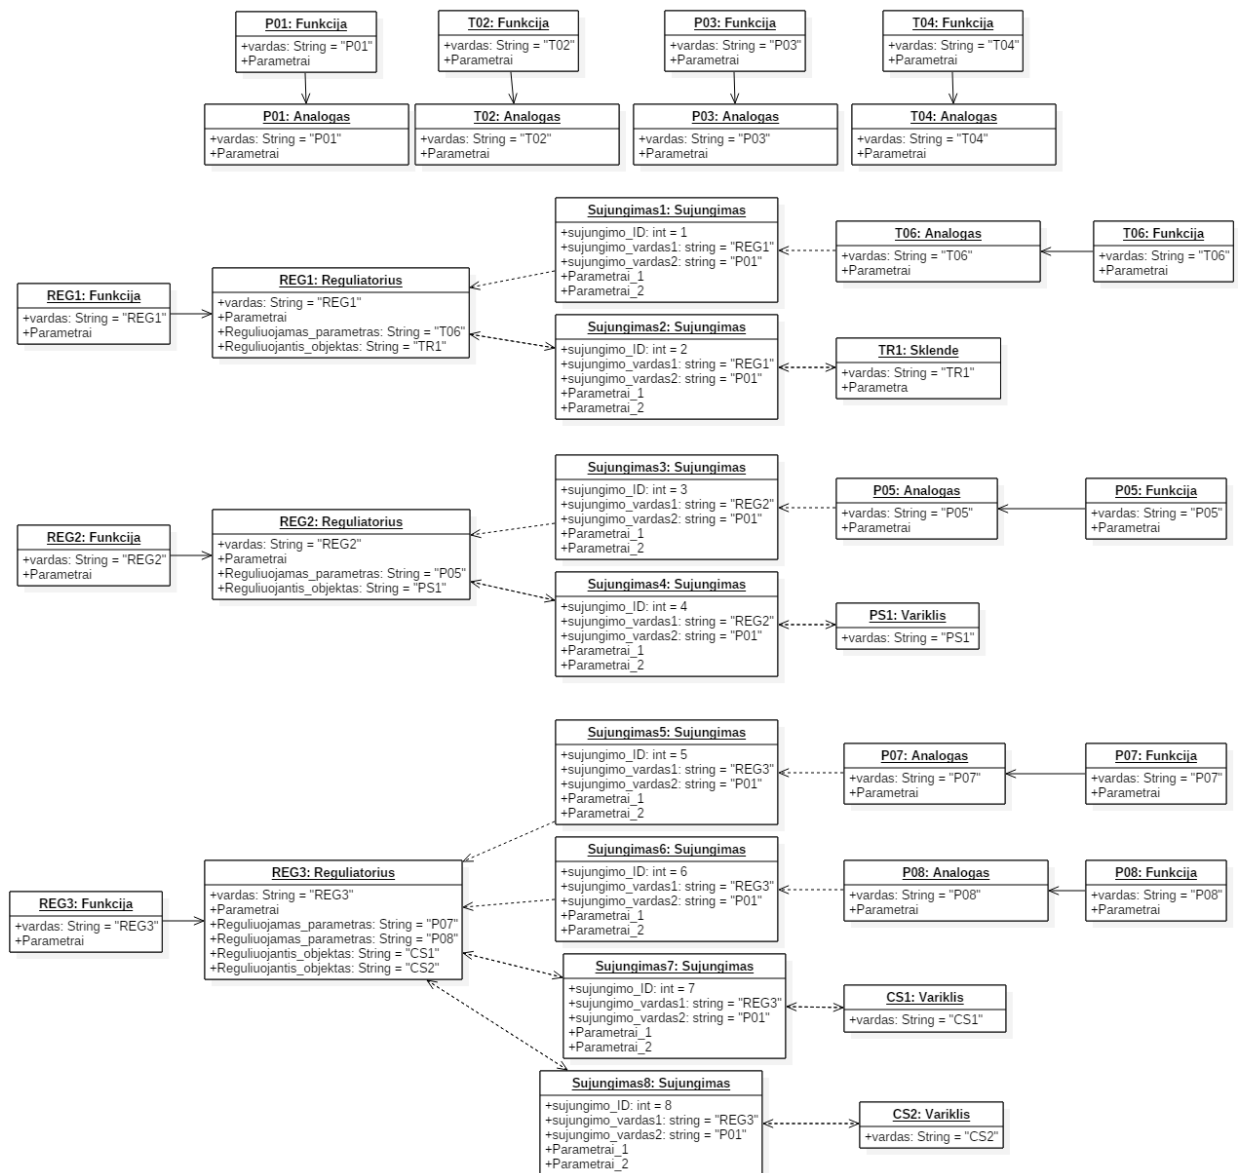 P01: Funkcija
+vardas: String = "P01"
+Parametrai
T02: Funkcija
+vardas: String = "T02"
+Parametrai
P03: Funkcija
+vardas: String = "P03"
+Parametrai
T04: Funkcija
+vardas: String = "T04"
+Parametrai
P01: Analogas
+vardas: String = "P01"
+Parametrai
T02: Analogas
+vardas: String = "T02"
+Parametrai
P03: Analogas
+vardas: String = "P03"
+Parametrai
T04: Analogas
+vardas: String = "T04"
+Parametrai
REG1: Funkcija
+vardas: String = "REG1"
+Parametrai
REG1: Reguliatorius
+vardas: String = "REG1"
+Parametrai
+Reguliuojamas_parametras: String = "T06"
+Reguliuojantis_objektas: String = "TR1"
Sujungimas1: Sujungimas
+sujungimo_ID: int = 1
+sujungimo_vardas1: string = "REG1"
+sujungimo_vardas2: string = "P01"
+Parametrai_1
+Parametrai_2
T06: Analogas
+vardas: String = "T06"
+Parametrai
T06: Funkcija
+vardas: String = "T06"
+Parametrai
Sujungimas2: Sujungimas
+sujungimo_ID: int = 2
+sujungimo_vardas1: string = "REG1"
+sujungimo_vardas2: string = "P01"
+Parametrai_1
+Parametrai_2
TR1: Sklende
+vardas: String = "TR1"
+Parametra
REG2: Funkcija
+vardas: String = "REG2"
+Parametrai
REG2: Reguliatorius
+vardas: String = "REG2"
+Parametrai
+Reguliuojamas_parametras: String = "P05"
+Reguliuojantis_objektas: String = "PS1"
Sujungimas3: Sujungimas
+sujungimo_ID: int = 3
+sujungimo_vardas1: string = "REG2"
+sujungimo_vardas2: string = "P01"
+Parametrai_1
+Parametrai_2
P05: Analogas
+vardas: String = "P05"
+Parametrai
P05: Funkcija
+vardas: String = "P05"
+Parametrai
Sujungimas4: Sujungimas
+sujungimo_ID: int = 4
+sujungimo_vardas1: string = "REG2"
+sujungimo_vardas2: string = "P01"
+Parametrai_1
+Parametrai_2
PS1: Variklis
+vardas: String = "PS1"
REG3: Funkcija
+vardas: String = "REG3"
+Parametrai
REG3: Reguliatorius
+vardas: String = "REG3"
+Parametrai
+Reguliuojamas_parametras: String = "P07"
+Reguliuojamas_parametras: String = "P08"
+Reguliuojantis_objektas: String = "CS1"
+Reguliuojantis_objektas: String = "CS2"
Sujungimas5: Sujungimas
+sujungimo_ID: int = 5
+sujungimo_vardas1: string = "REG3"
+sujungimo_vardas2: string = "P01"
+Parametrai_1
+Parametrai_2
P07: Analogas
+vardas: String = "P07"
+Parametrai
P07: Funkcija
+vardas: String = "P07"
+Parametrai
Sujungimas6: Sujungimas
+sujungimo_ID: int = 6
+sujungimo_vardas1: string = "REG3"
+sujungimo_vardas2: string = "P01"
+Parametrai_1
+Parametrai_2
P08: Analogas
+vardas: String = "P08"
+Parametrai
P08: Funkcija
+vardas: String = "P08"
+Parametrai
Sujungimas7: Sujungimas
+sujungimo_ID: int = 7
+sujungimo_vardas1: string = "REG3"
+sujungimo_vardas2: string = "P01"
+Parametrai_1
+Parametrai_2
CS1: Variklis
+vardas: String = "CS1"
Sujungimas8: Sujungimas
+sujungimo_ID: int = 8
+sujungimo_vardas1: string = "REG3"
+sujungimo_vardas2: string = "P01"
+Parametrai_1
+Parametrai_2
CS2: Variklis
+vardas: String = "CS2"